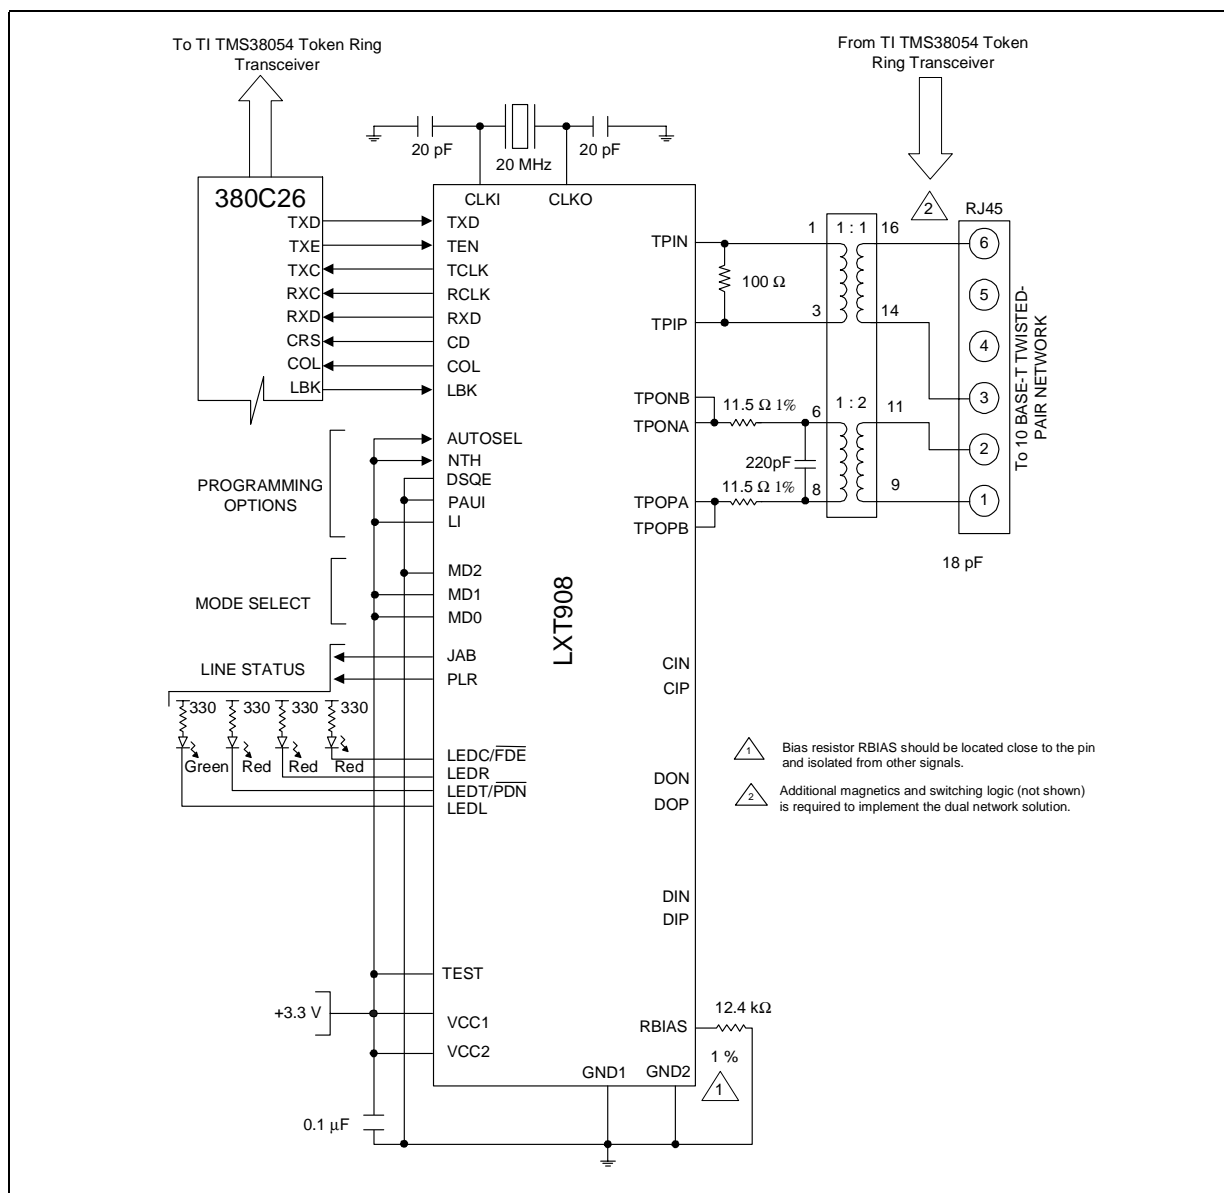 To TI TMS38054 Token Ring
Transceiver
From TI TMS38054 Token
Ring Transceiver
20 pF
20 MHz
20 pF
380C26
TXD
TXE
TXC
RXC
RXD
CRS
COL
LBK
CLKI
CLKO
TXD
TEN
TCLK
RCLK
RXD
CD
COL
LBK
AUTOSEL
NTH
DSQE
PAUI
LI
MD2
MD1
MD0
JAB
PLR
LEDC/FDE
LEDR
LEDT/PDN
LEDL
TEST
VCC1
VCC2
PROGRAMMING
OPTIONS
MODE SELECT
LINE STATUS
330
330
330
330
Green
Red
Red
Red
+3.3 V
0.1 μF
LXT908
TPIN
TPIP
TPONB
TPONA
TPOPA
TPOPB
CIN
CIP
DON
DOP
DIN
DIP
RBIAS
GND1
GND2
100 Ω
11.5 Ω 1%
220pF
11.5 Ω 1%
1
1 : 1
16
3
14
6
1 : 2
11
8
9
2
RJ45
6
5
4
3
2
1
To 10 BASE-T TWISTED-
PAIR NETWORK
18 pF
1
Bias resistor RBIAS should be located close to the pin
and isolated from other signals.
2
Additional magnetics and switching logic (not shown)
is required to implement the dual network solution.
12.4 kΩ
1 %
1